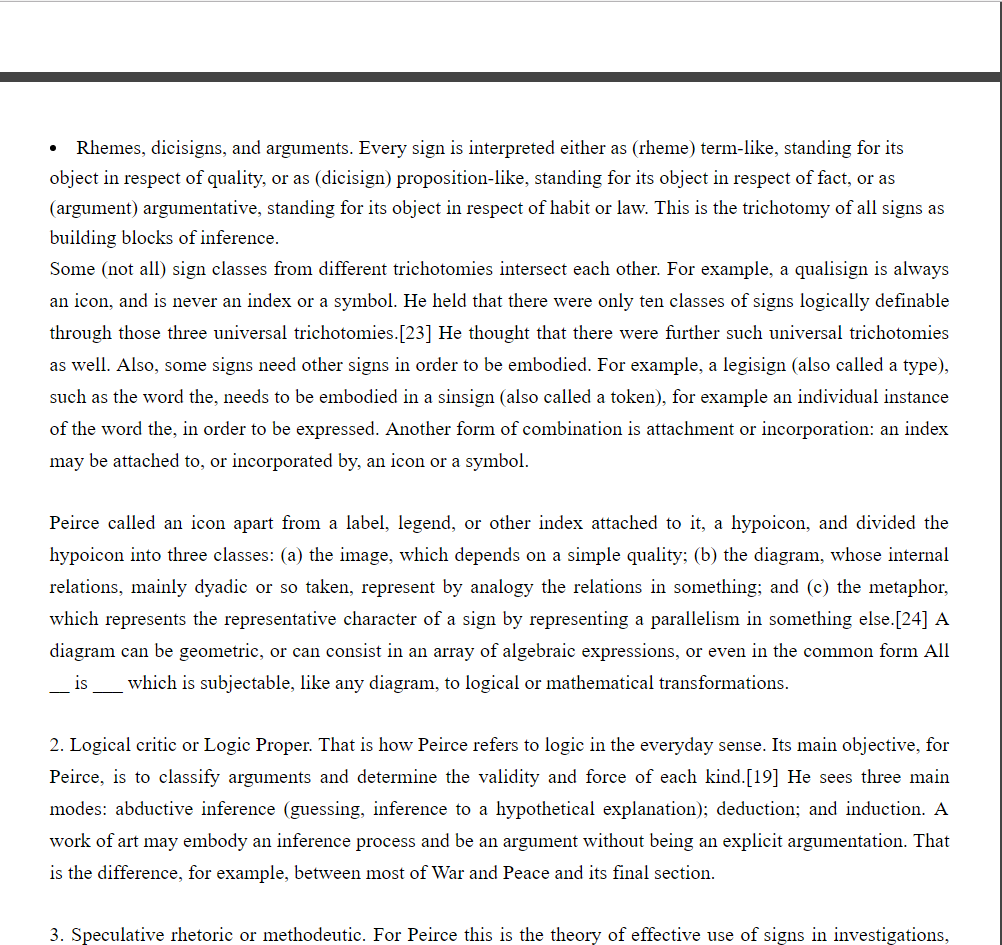 • Rhemes, dicisigns, and arguments. Every sign is interpreted either as (rheme) term-like, standing for its
object in respect of quality, or as (dicisign) proposition-like, standing for its object in respect of fact, or as
(argument) argumentative, standing for its object in respect of habit or law. This is the trichotomy of all signs as
building blocks of inference.
Some (not all) sign classes from different trichotomies intersect each other. For example, a qualisign is always
an icon, and is never an index or a symbol. He held that there were only ten classes of signs logically definable
through those three universal trichotomies.[23] He thought that there were further such universal trichotomies
as well. Also, some signs need other signs in order to be embodied. For example, a legisign (also called a type),
such as the word the, needs to be embodied in a sinsign (also called a token), for example an individual instance
of the word the, in order to be expressed. Another form of combination is attachment or incorporation: an index
may be attached to, or incorporated by, an icon or a symbol.
Peirce called an icon apart from a label, legend, or other index attached to it, a hypoicon, and divided the
hypoicon into three classes: (a) the image, which depends on a simple quality; (b) the diagram, whose internal
relations, mainly dyadic or so taken, represent by analogy the relations in something; and (c) the metaphor,
which represents the representative character of a sign by representing a parallelism in something else.[24] A
diagram can be geometric, or can consist in an array of algebraic expressions, or even in the common form All
__ is ___ which is subjectable, like any diagram, to logical or mathematical transformations.
2. Logical critic or Logic Proper. That is how Peirce refers to logic in the everyday sense. Its main objective, for
Peirce, is to classify arguments and determine the validity and force of each kind.[19] He sees three main
modes: abductive inference (guessing, inference to a hypothetical explanation); deduction; and induction. A
work of art may embody an inference process and be an argument without being an explicit argumentation. That
is the difference, for example, between most of War and Peace and its final section.
3. Speculative rhetoric or methodeutic. For Peirce this is the theory of effective use of signs in investigations,